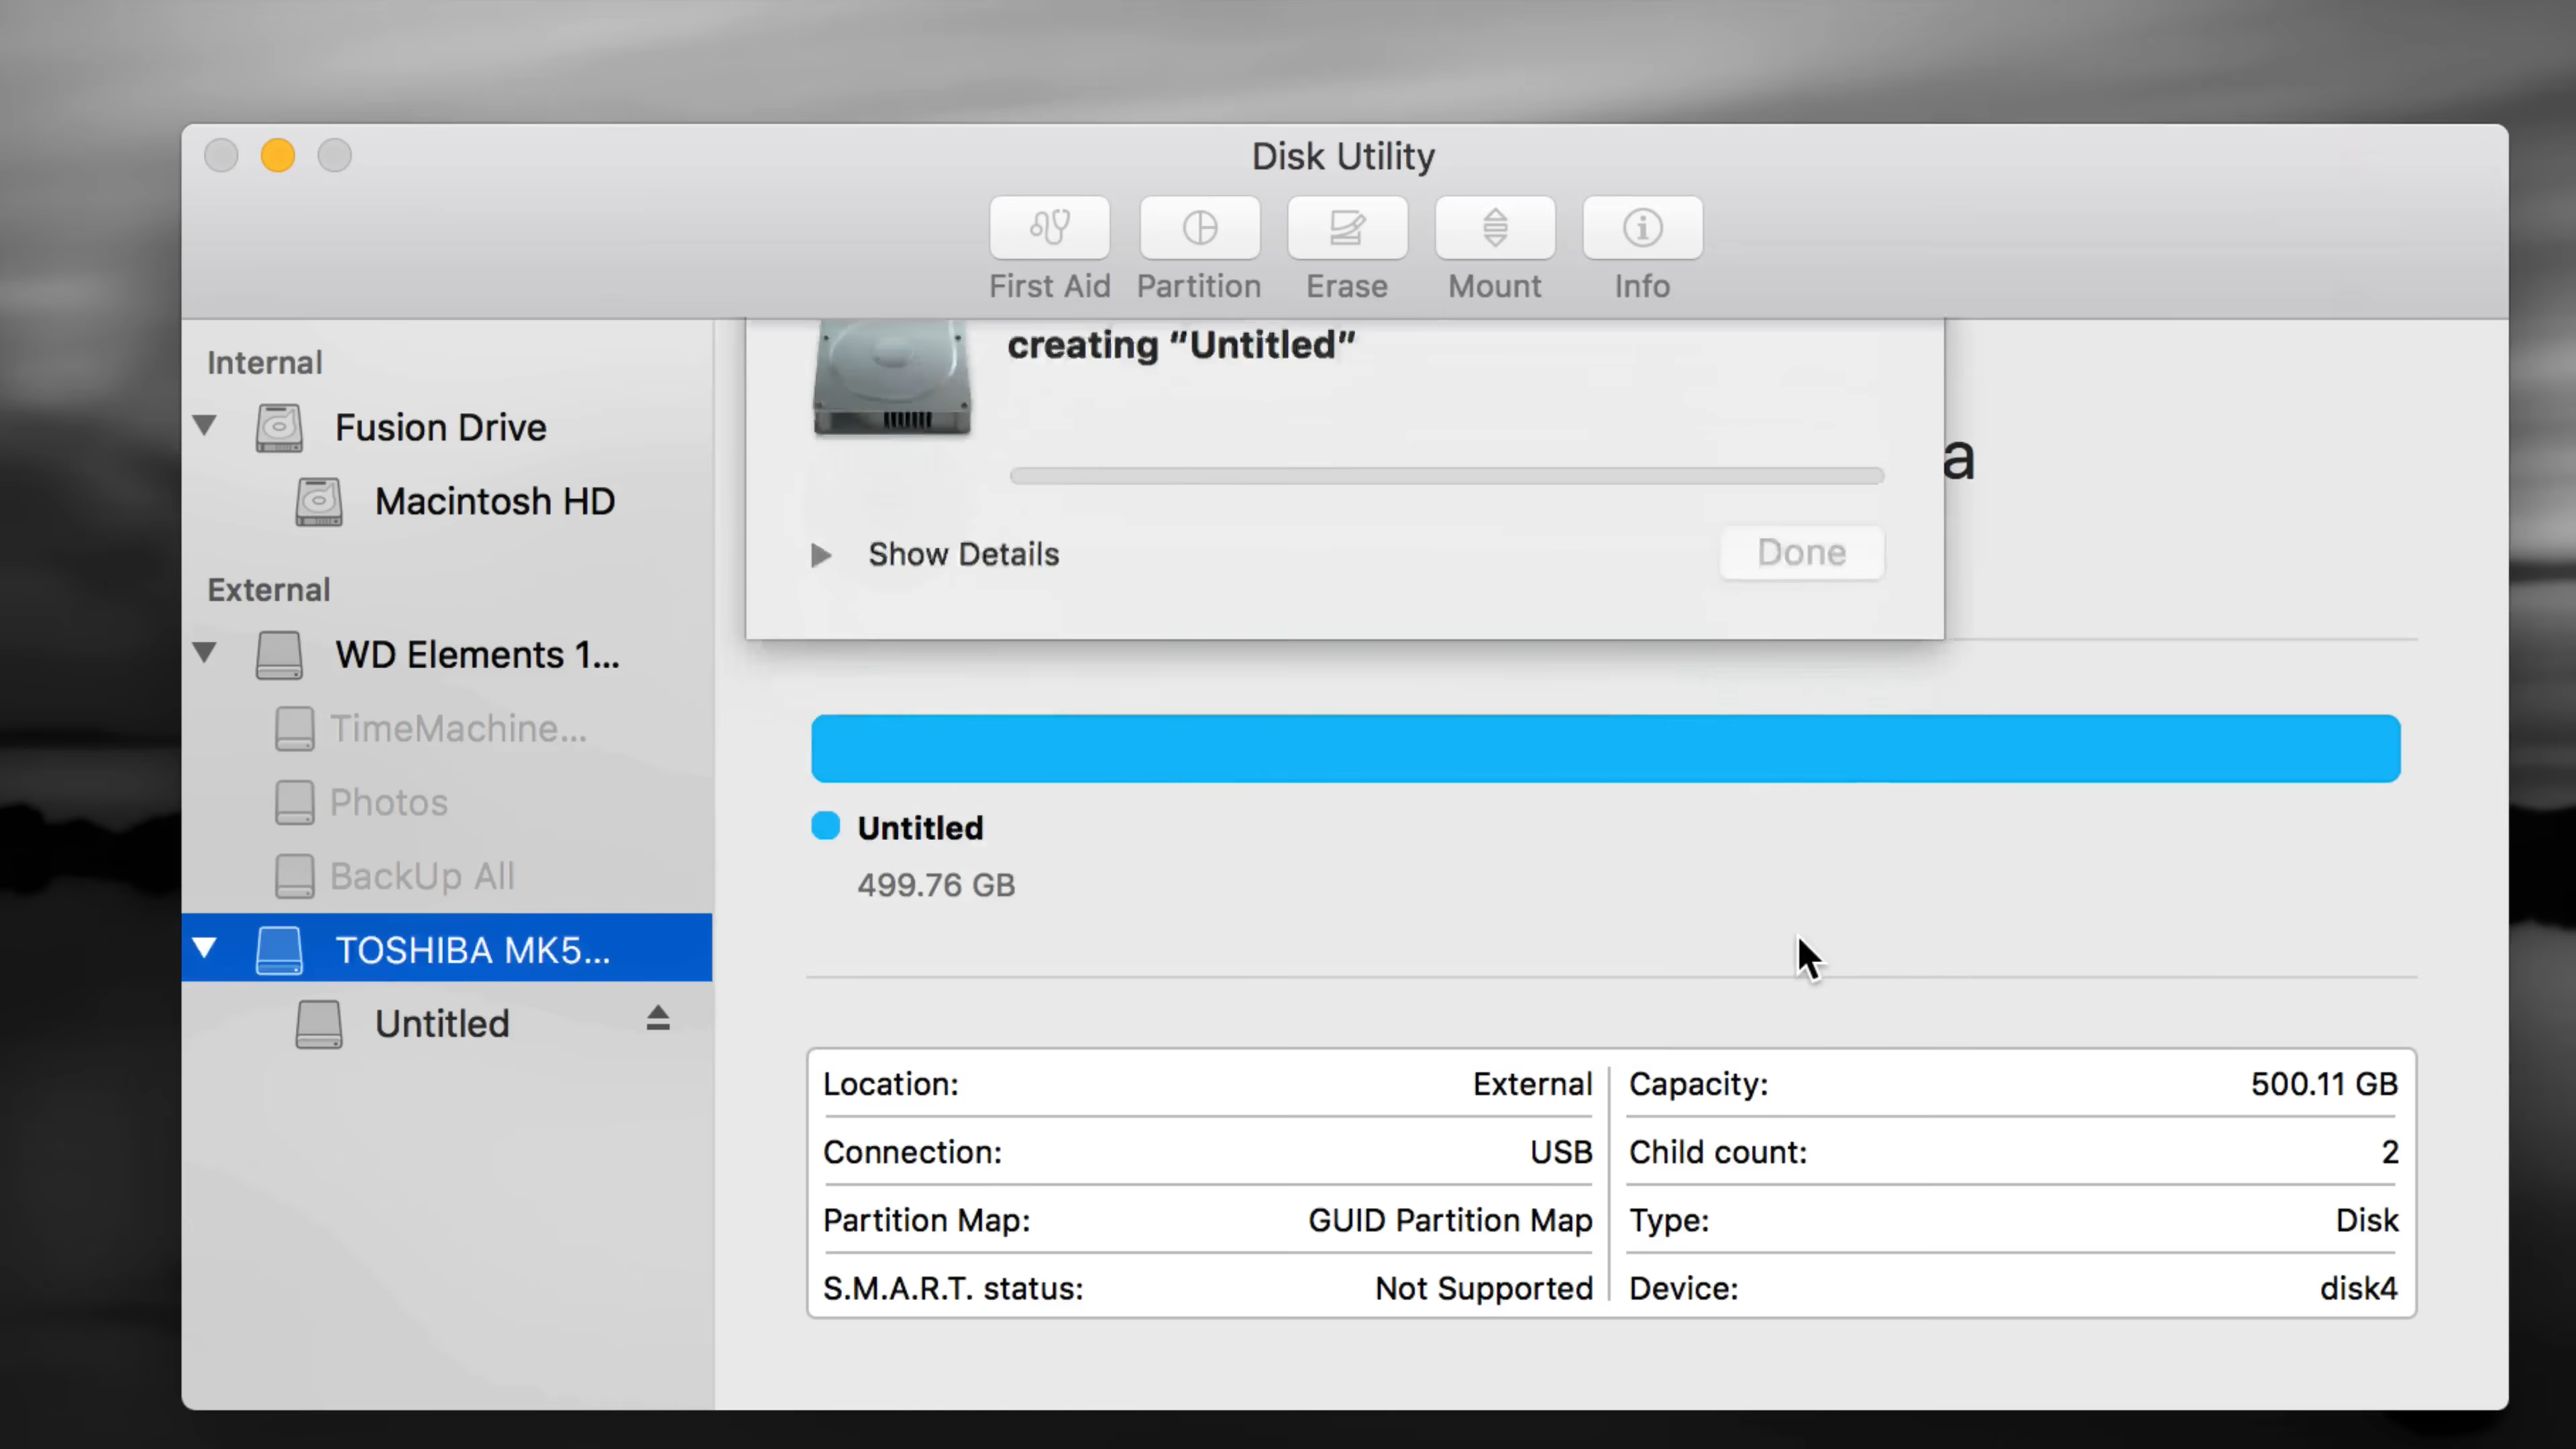 Disk Utility
First Aid
Partition
Erase
Mount
Info
Internal
Fusion Drive
Macintosh HD
External
WD Elements 1...
TimeMachine...
Photos
BackUp All
TOSHIBA MK5...
Untitled
creating “Untitled”
Show Details
Done
a
Untitled
499.76 GB
Location: External
Connection: USB
Partition Map: GUID Partition Map
S.M.A.R.T. status: Not Supported
Capacity: 500.11 GB
Child count: 2
Type: Disk
Device: disk4